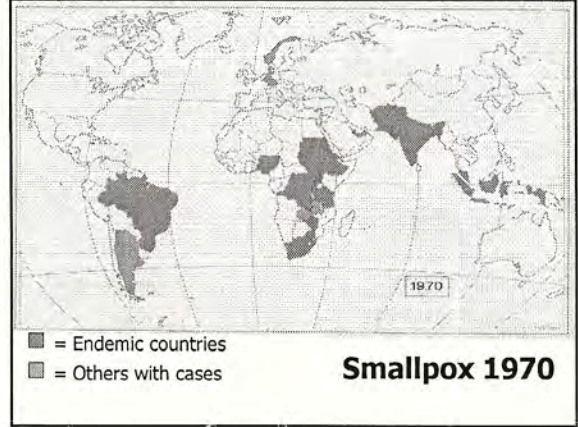 1970
= Endemic countries
= Others with cases
Smallpox 1970